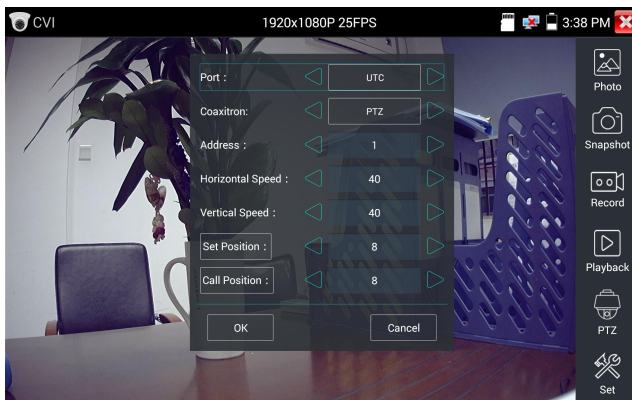 CVI 1920x1080P 25FPS 3:38 PM
Port : UTC
Coaxitron: PTZ
Address : 1
Horizontal Speed : 40
Vertical Speed : 40
Set Position : 8
Call Position : 8
OK Cancel
Photo
Snapshot
Record
Playback
PTZ
Set